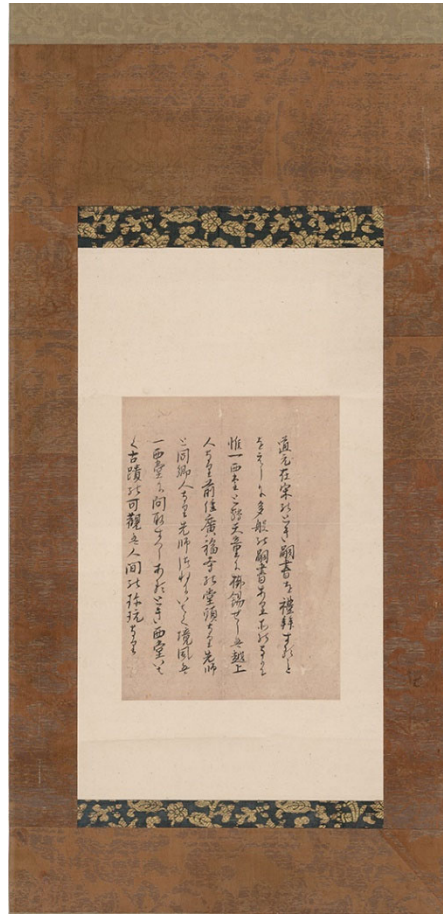 道元在宋のとき嗣書を禮拜すること
をえしに多般の嗣書ありきそのなかに
惟一西堂とて天童に掛錫せしは越上
人なり前住廣福寺の堂頭なり先師
と同郷人なり先師つねにいはく境風は
一西堂に問取すへしあるとき西堂いは
く古蹟の可觀は人間の珍玩なり